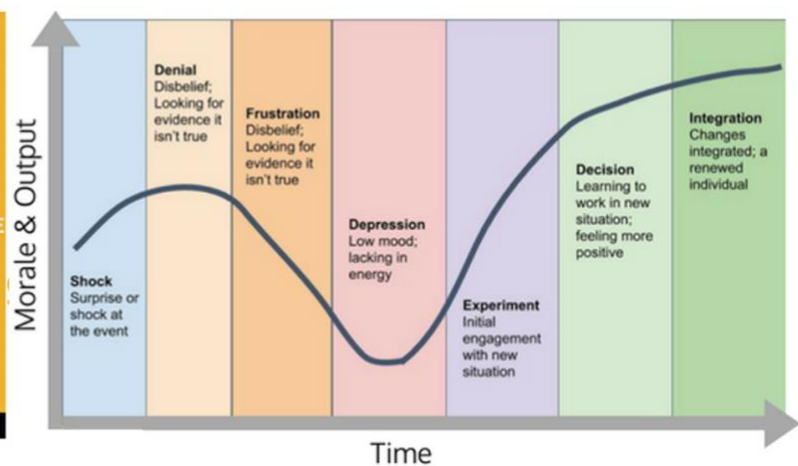 Morale & Output
Shock
Surprise or
shock at
the event
Denial
Disbelief;
Looking for
evidence it
isn't true
Frustration
Disbelief;
Looking for
evidence it
isn't true
Depression
Low mood;
lacking in
energy
Experiment
Initial
engagement
with new
situation
Decision
Learning to
work in new
situation;
feeling more
positive
Integration
Changes
integrated; a
renewed
individual
Time